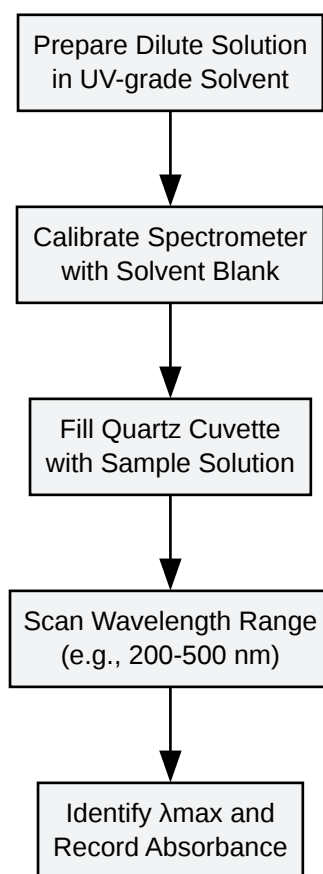 Prepare Dilute Solution
in UV-grade Solvent
Calibrate Spectrometer
with Solvent Blank
Fill Quartz Cuvette
with Sample Solution
Scan Wavelength Range
(e.g., 200-500 nm)
Identify λmax and
Record Absorbance